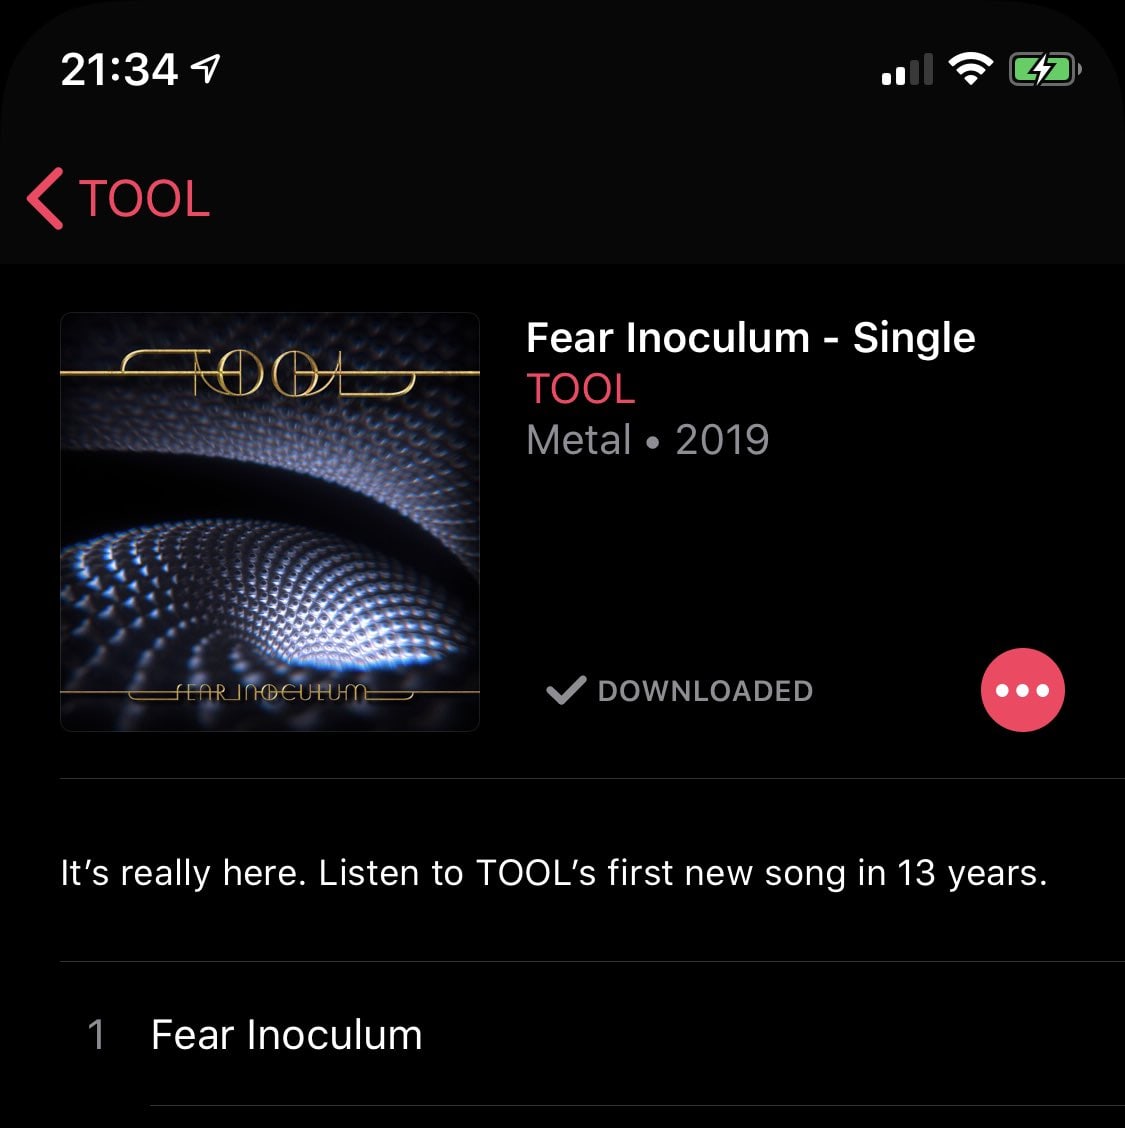 21:34
TOOL
TOOL
FEAR INOCULUM
Fear Inoculum - Single
TOOL
Metal • 2019
DOWNLOADED
It’s really here. Listen to TOOL’s first new song in 13 years.
1 Fear Inoculum